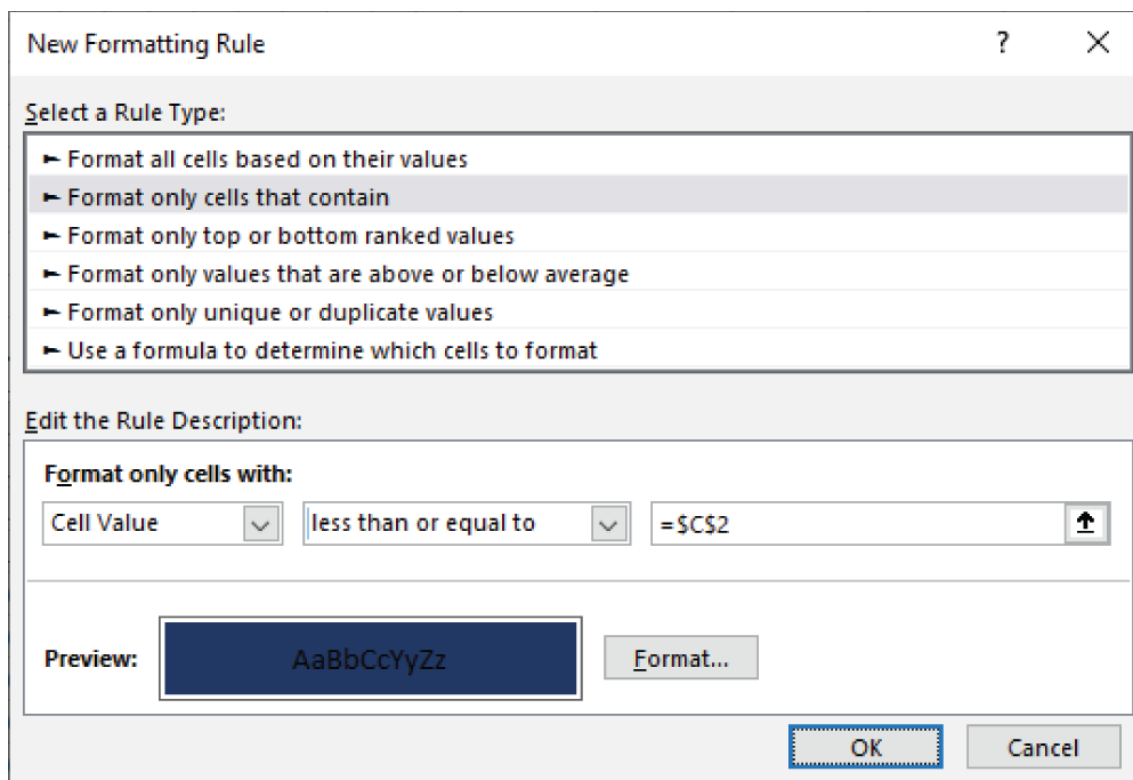 New Formatting Rule ?
Select a Rule Type:
► Format all cells based on their values
► Format only cells that contain
► Format only top or bottom ranked values
► Format only values that are above or below average
► Format only unique or duplicate values
► Use a formula to determine which cells to format
Edit the Rule Description:
Format only cells with:
Cell Value less than or equal to =$C$2
Preview: AaBbCcYyZz Format...
OK Cancel